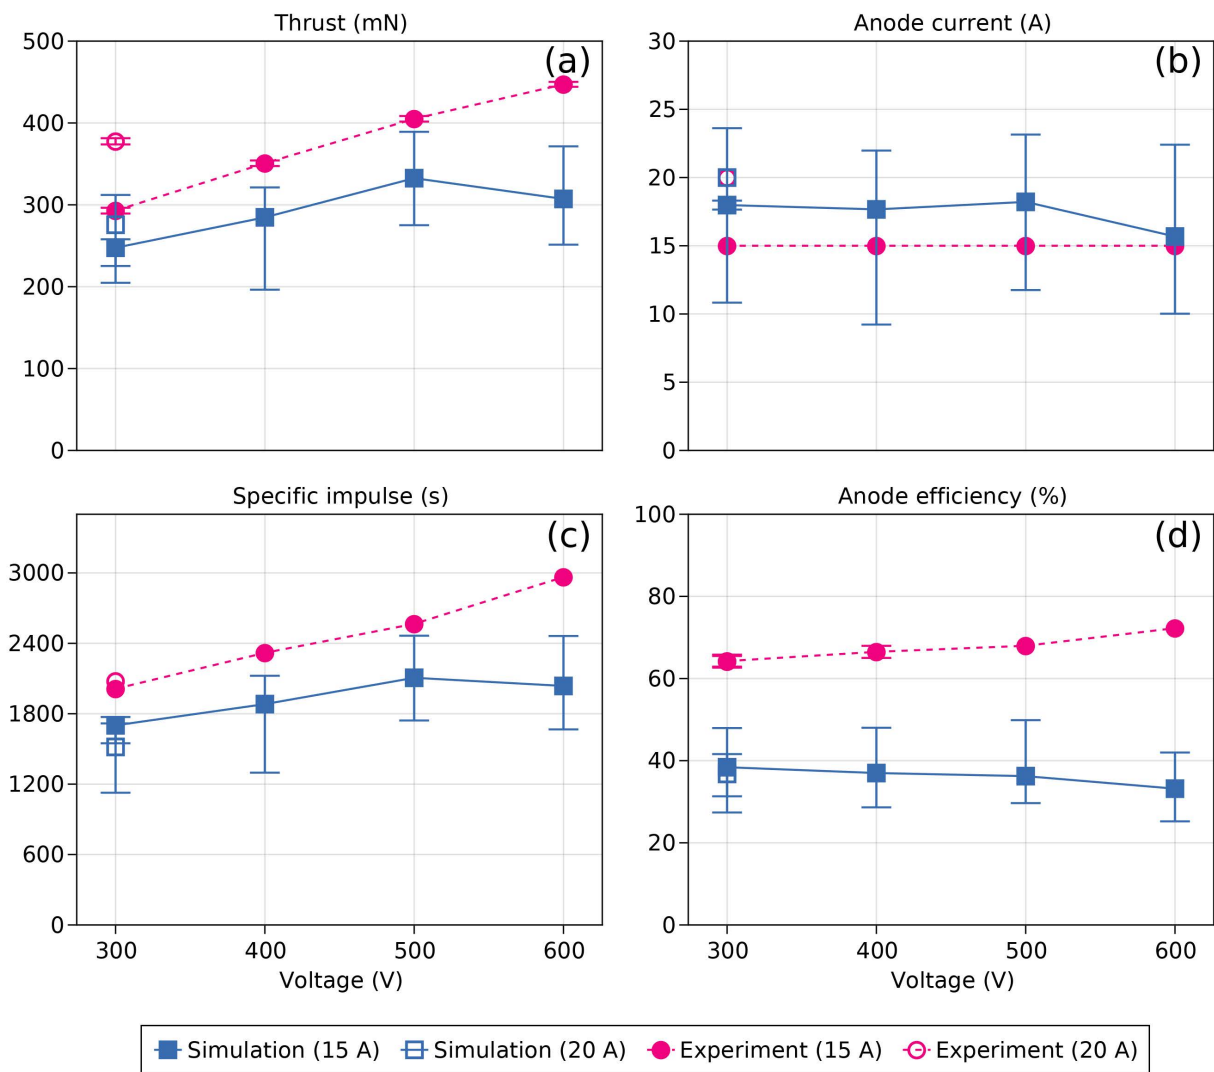 Thrust (mN)
(a)
500
400
300
200
100
0
Anode current (A)
(b)
30
25
20
15
10
5
0
Specific impulse (s)
(c)
3000
2400
1800
1200
600
0
300 400 500 600
Voltage (V)
Anode efficiency (%)
(d)
100
80
60
40
20
0
300 400 500 600
Voltage (V)
Simulation (15 A) Simulation (20 A) Experiment (15 A) Experiment (20 A)